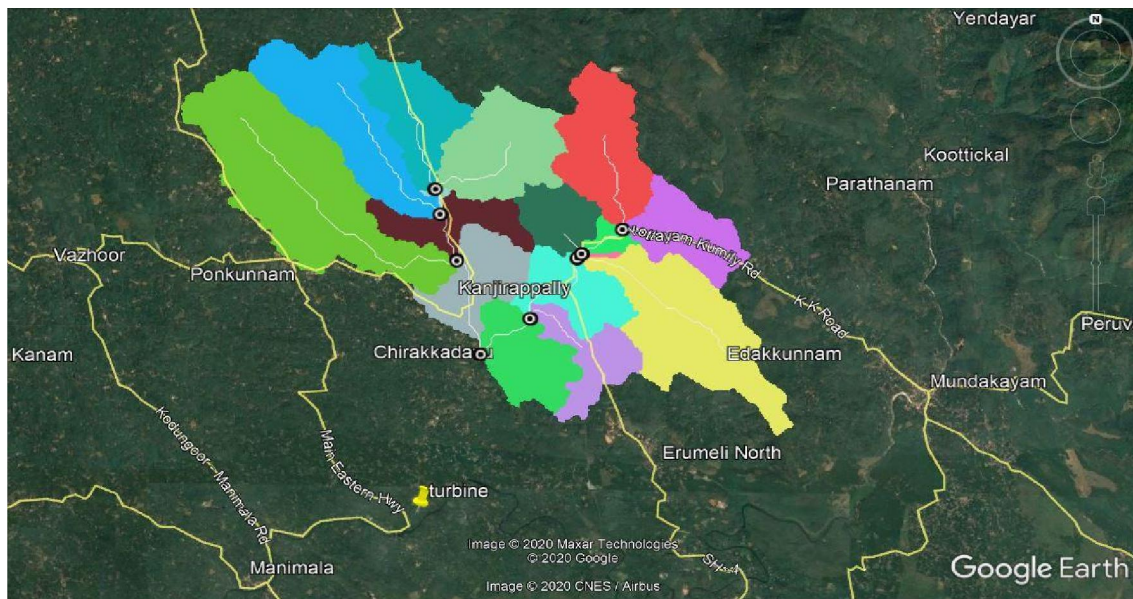 Yendayar
N
Koottickal
Parathanam
Kottayam-Kumily Rd
Vazhoor
Ponkunnam
Kanjirappally
K K Road
Peruv
Kanam
Edakkunnam
Mundakayam
Kodungoor - Manimala Rd
Main Eastern Hwy
Erumeli North
turbine
Image © 2020 Maxar Technologies
© 2020 Google
Manimala
Image © 2020 CNES / Airbus
Google Earth